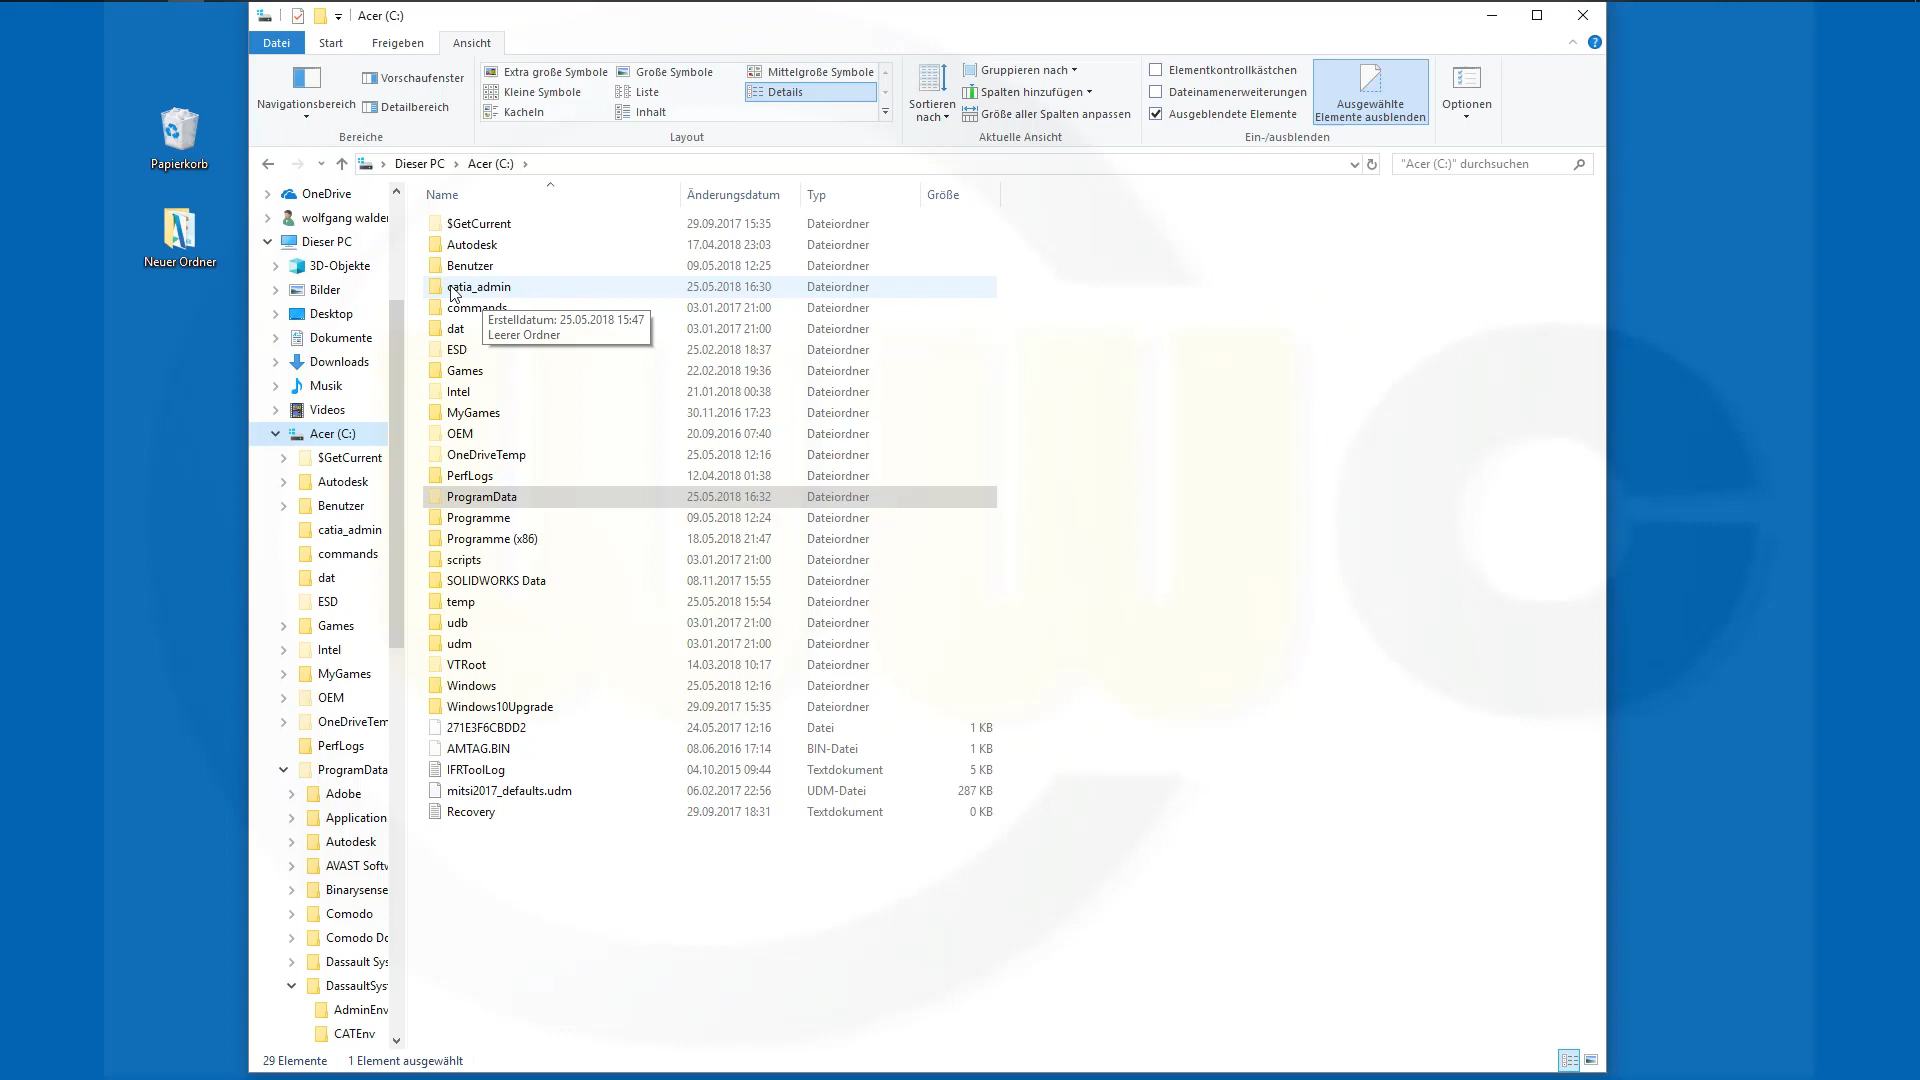 Acer (C:)
Datei Start Freigeben Ansicht
Navigationsbereich
Vorschaufenster
Detailbereich
Bereiche
Extra große Symbole Große Symbole Mittelgroße Symbole
Kleine Symbole Liste Details
Kacheln Inhalt
Layout
Sortieren nach
Gruppieren nach
Spalten hinzufügen
Größe aller Spalten anpassen
Aktuelle Ansicht
Elementkontrollkästchen
Dateinamenerweiterungen
Ausgeblendete Elemente
Ausgewählte
Elemente ausblenden
Ein-/ausblenden
Optionen
Dieser PC > Acer (C:) >
"Acer (C:)" durchsuchen
Papierkorb
Neuer Ordner
OneDrive
wolfgang walder
Dieser PC
3D-Objekte
Bilder
Desktop
Dokumente
Downloads
Musik
Videos
Acer (C:)
$GetCurrent
Autodesk
Benutzer
catia_admin
commands
dat
ESD
Games
Intel
MyGames
OEM
OneDriveTem
PerfLogs
ProgramData
Adobe
Application
Autodesk
AVAST Softw
Binarysense
Comodo
Comodo Do
Dassault Sys
DassaultSyst
AdminEnv
CATEnv
Name Änderungsdatum Typ Größe
$GetCurrent 29.09.2017 15:35 Dateiordner
Autodesk 17.04.2018 23:03 Dateiordner
Benutzer 09.05.2018 12:25 Dateiordner
catia_admin 25.05.2018 16:30 Dateiordner
commands 03.01.2017 21:00 Dateiordner
Erstelldatum: 25.05.2018 15:47
Leerer Ordner
dat 03.01.2017 21:00 Dateiordner
ESD 25.02.2018 18:37 Dateiordner
Games 22.02.2018 19:36 Dateiordner
Intel 21.01.2018 00:38 Dateiordner
MyGames 30.11.2016 17:23 Dateiordner
OEM 20.09.2016 07:40 Dateiordner
OneDriveTemp 25.05.2018 12:16 Dateiordner
PerfLogs 12.04.2018 01:38 Dateiordner
ProgramData 25.05.2018 16:32 Dateiordner
Programme 09.05.2018 12:24 Dateiordner
Programme (x86) 18.05.2018 21:47 Dateiordner
scripts 03.01.2017 21:00 Dateiordner
SOLIDWORKS Data 08.11.2017 15:55 Dateiordner
temp 25.05.2018 15:54 Dateiordner
udb 03.01.2017 21:00 Dateiordner
udm 03.01.2017 21:00 Dateiordner
VTRoot 14.03.2018 10:17 Dateiordner
Windows 25.05.2018 12:16 Dateiordner
Windows10Upgrade 29.09.2017 15:35 Dateiordner
271E3F6CBDD2 24.05.2017 12:16 Datei 1 KB
AMTAG.BIN 08.06.2016 17:14 BIN-Datei 1 KB
IFRToolLog 04.10.2015 09:44 Textdokument 5 KB
mitsi2017_defaults.udm 06.02.2017 22:56 UDM-Datei 287 KB
Recovery 29.09.2017 18:31 Textdokument 0 KB
29 Elemente 1 Element ausgewählt